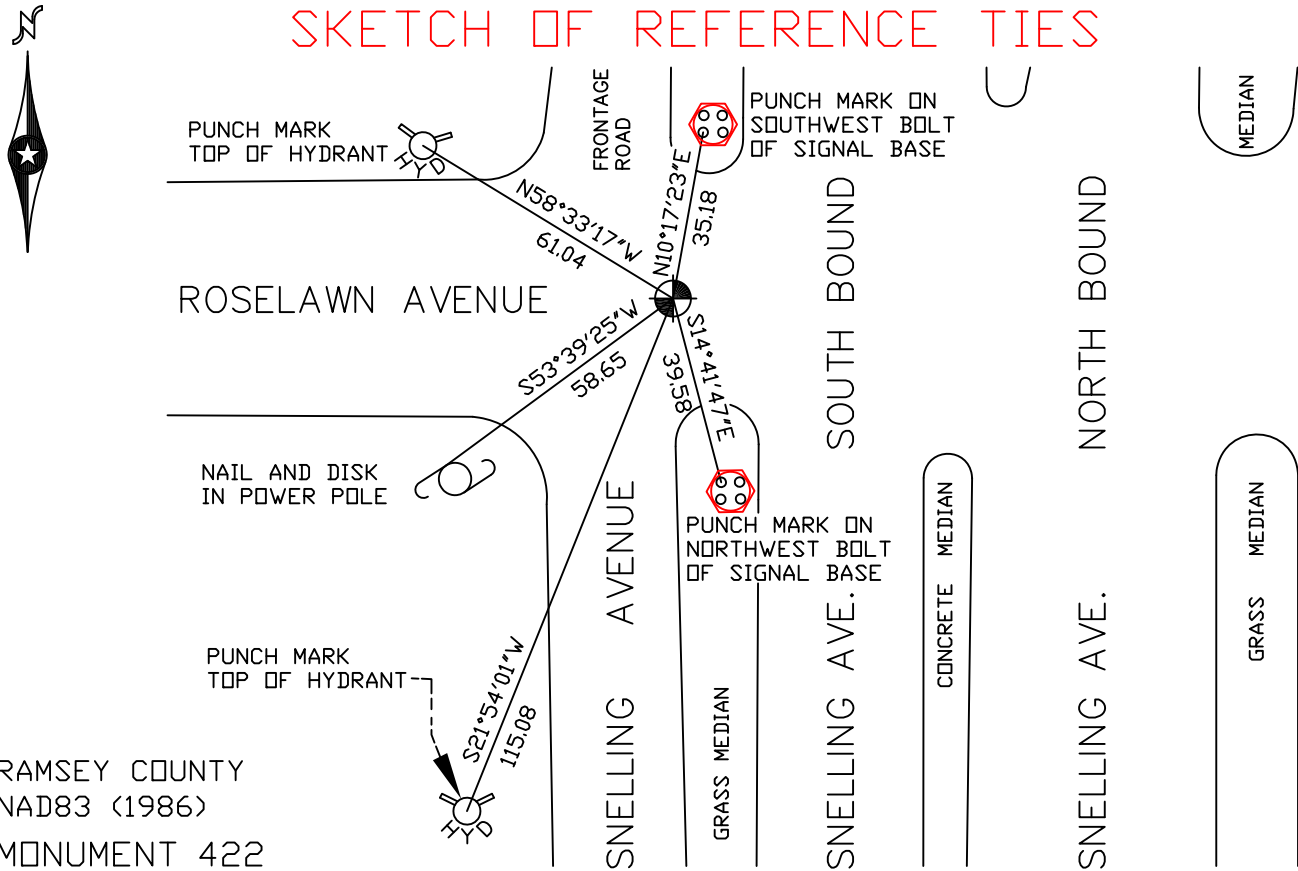 N
SKETCH OF REFERENCE TIES
PUNCH MARK
TOP OF HYDRANT
HYD
FRONTAGE
ROAD
PUNCH MARK ON
SOUTHWEST BOLT
OF SIGNAL BASE
MEDIAN
N58°33'17"W
61.04
N10°17'23"E
35.18
ROSELAWN AVENUE
SOUTH BOUND
NORTH BOUND
S53°39'25"W
58.65
S14°41'47"E
39.58
NAIL AND DISK
IN POWER POLE
PUNCH MARK ON
NORTHWEST BOLT
OF SIGNAL BASE
SNELLING AVENUE
SNELLING AVE.
SNELLING AVE.
CONCRETE MEDIAN
GRASS MEDIAN
GRASS MEDIAN
PUNCH MARK
TOP OF HYDRANT
S21°54'01"W
115.08
HYD
RAMSEY COUNTY
NAD83 (1986)
MONUMENT 422